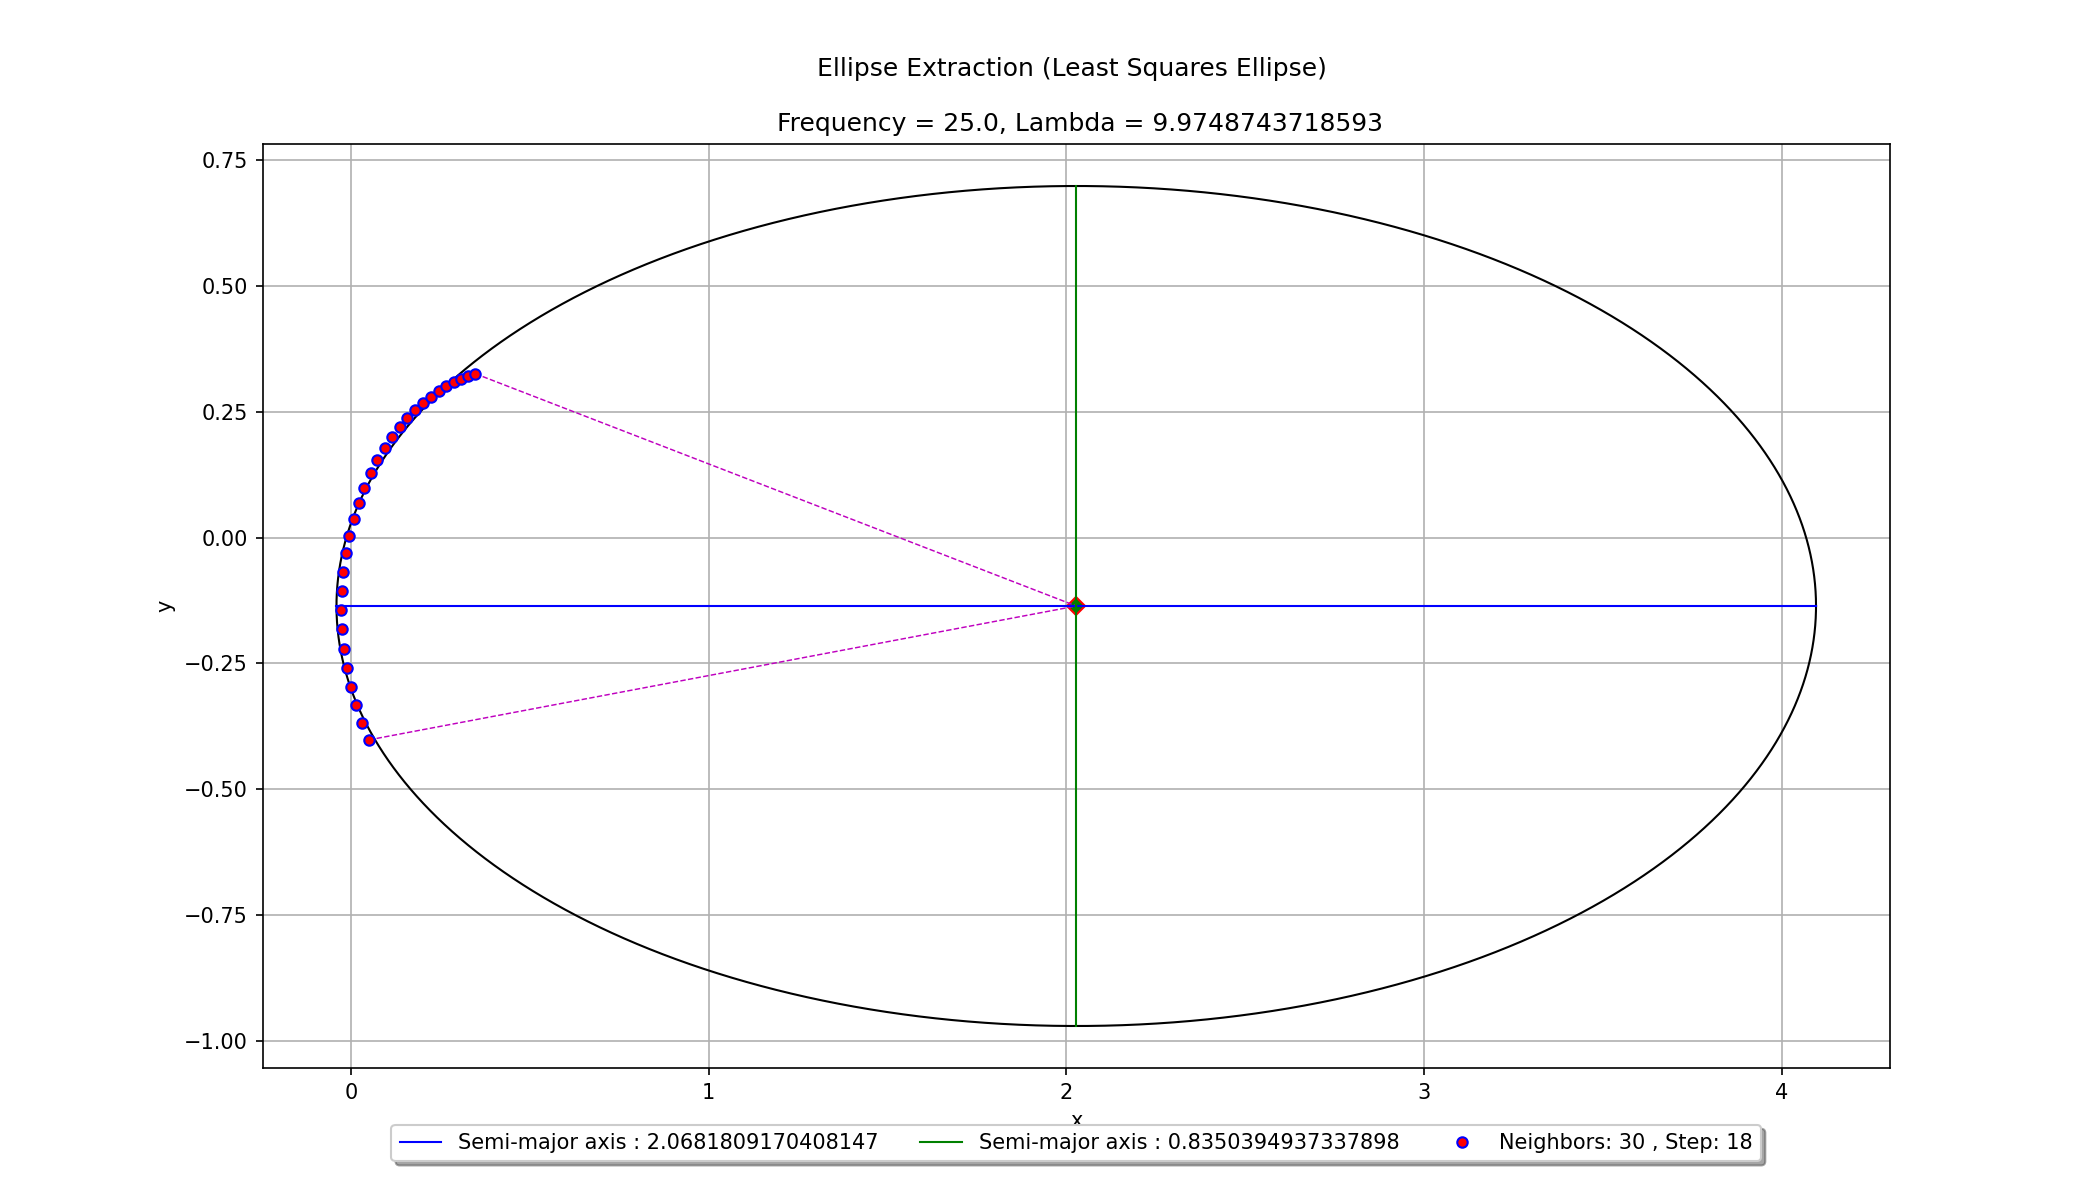 Ellipse Extraction (Least Squares Ellipse)
Frequency = 25.0, Lambda = 9.9748743718593
0.75
0.50
0.25
0.00
−0.25
−0.50
−0.75
−1.00
y
0 1 2 3 4
x
Semi-major axis : 2.0681809170408147 Semi-major axis : 0.8350394937337898 Neighbors: 30 , Step: 18